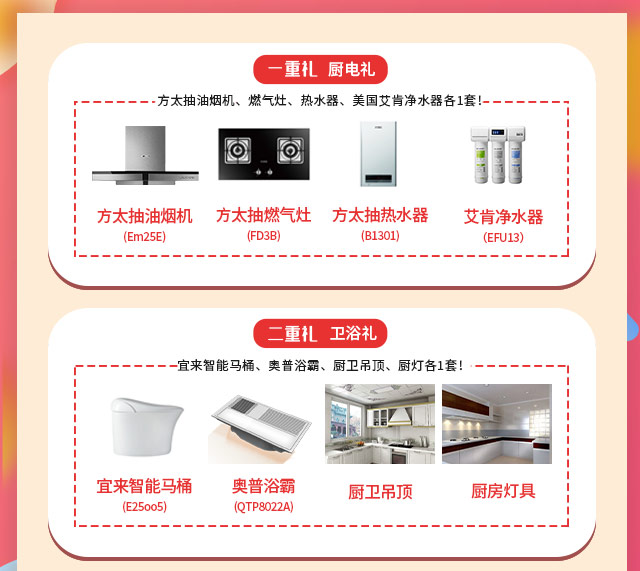 一重礼 厨电礼
方太抽油烟机、燃气灶、热水器、美国艾肯净水器各1套!
方太抽油烟机 方太抽燃气灶 方太抽热水器 艾肯净水器
(Em25E) (FD3B) (B1301) (EFU13)
二重礼 卫浴礼
宜来智能马桶、奥普浴霸、厨卫吊顶、厨灯各1套!
宜来智能马桶 奥普浴霸 厨卫吊顶 厨房灯具
(E25oo5) (QTP8022A)